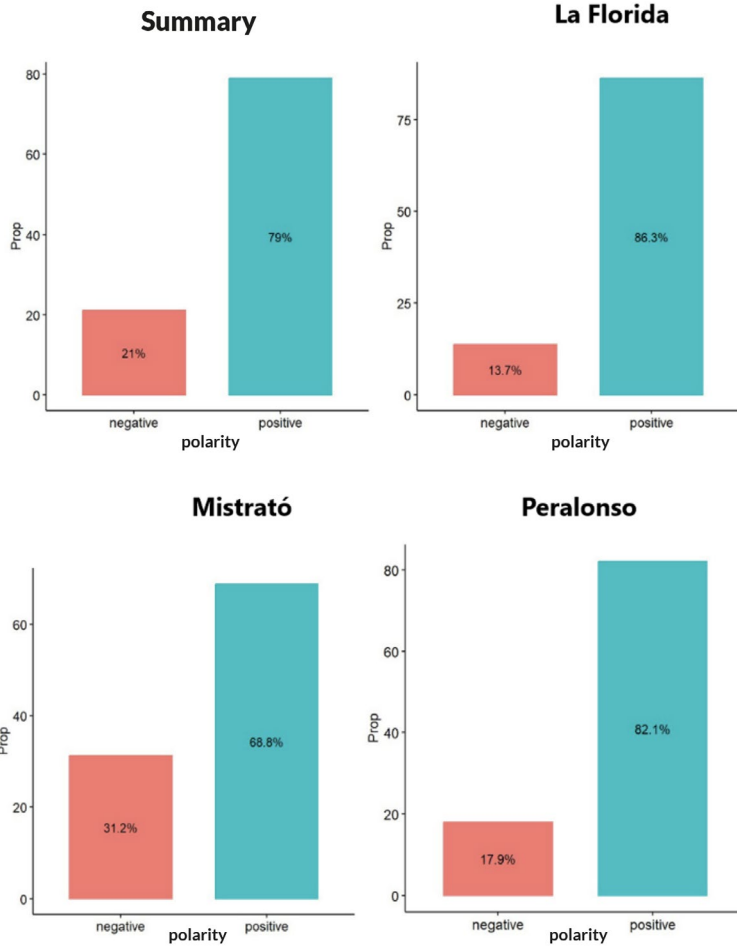 Summary
80
60
40
20
0
Prop
21%
79%
negative positive
polarity
La Florida
75
50
25
0
Prop
13.7%
86.3%
negative positive
polarity
Mistrató
60
40
20
0
Prop
31.2%
68.8%
negative positive
polarity
Peralonso
80
60
40
20
0
Prop
17.9%
82.1%
negative positive
polarity